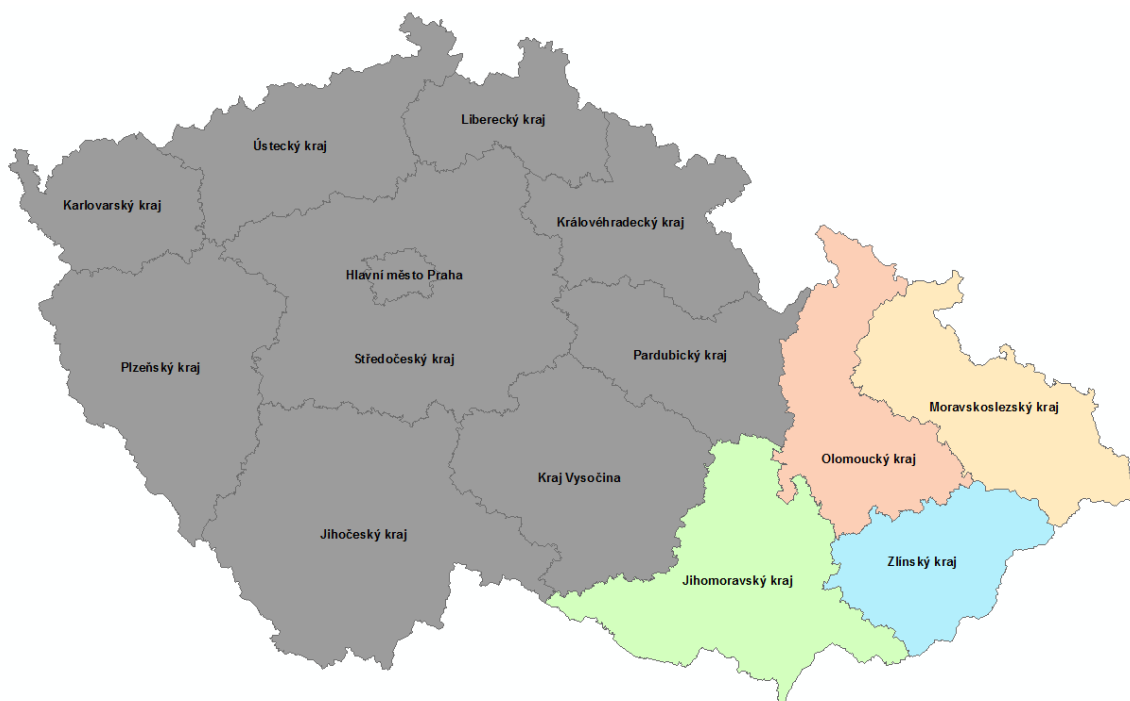 Liberecký kraj
Ústecký kraj
Karlovarský kraj
Královéhradecký kraj
Hlavní město Praha
Středočeský kraj
Pardubický kraj
Plzeňský kraj
Moravskoslezský kraj
Olomoucký kraj
Kraj Vysočina
Jihočeský kraj
Zlínský kraj
Jihomoravský kraj